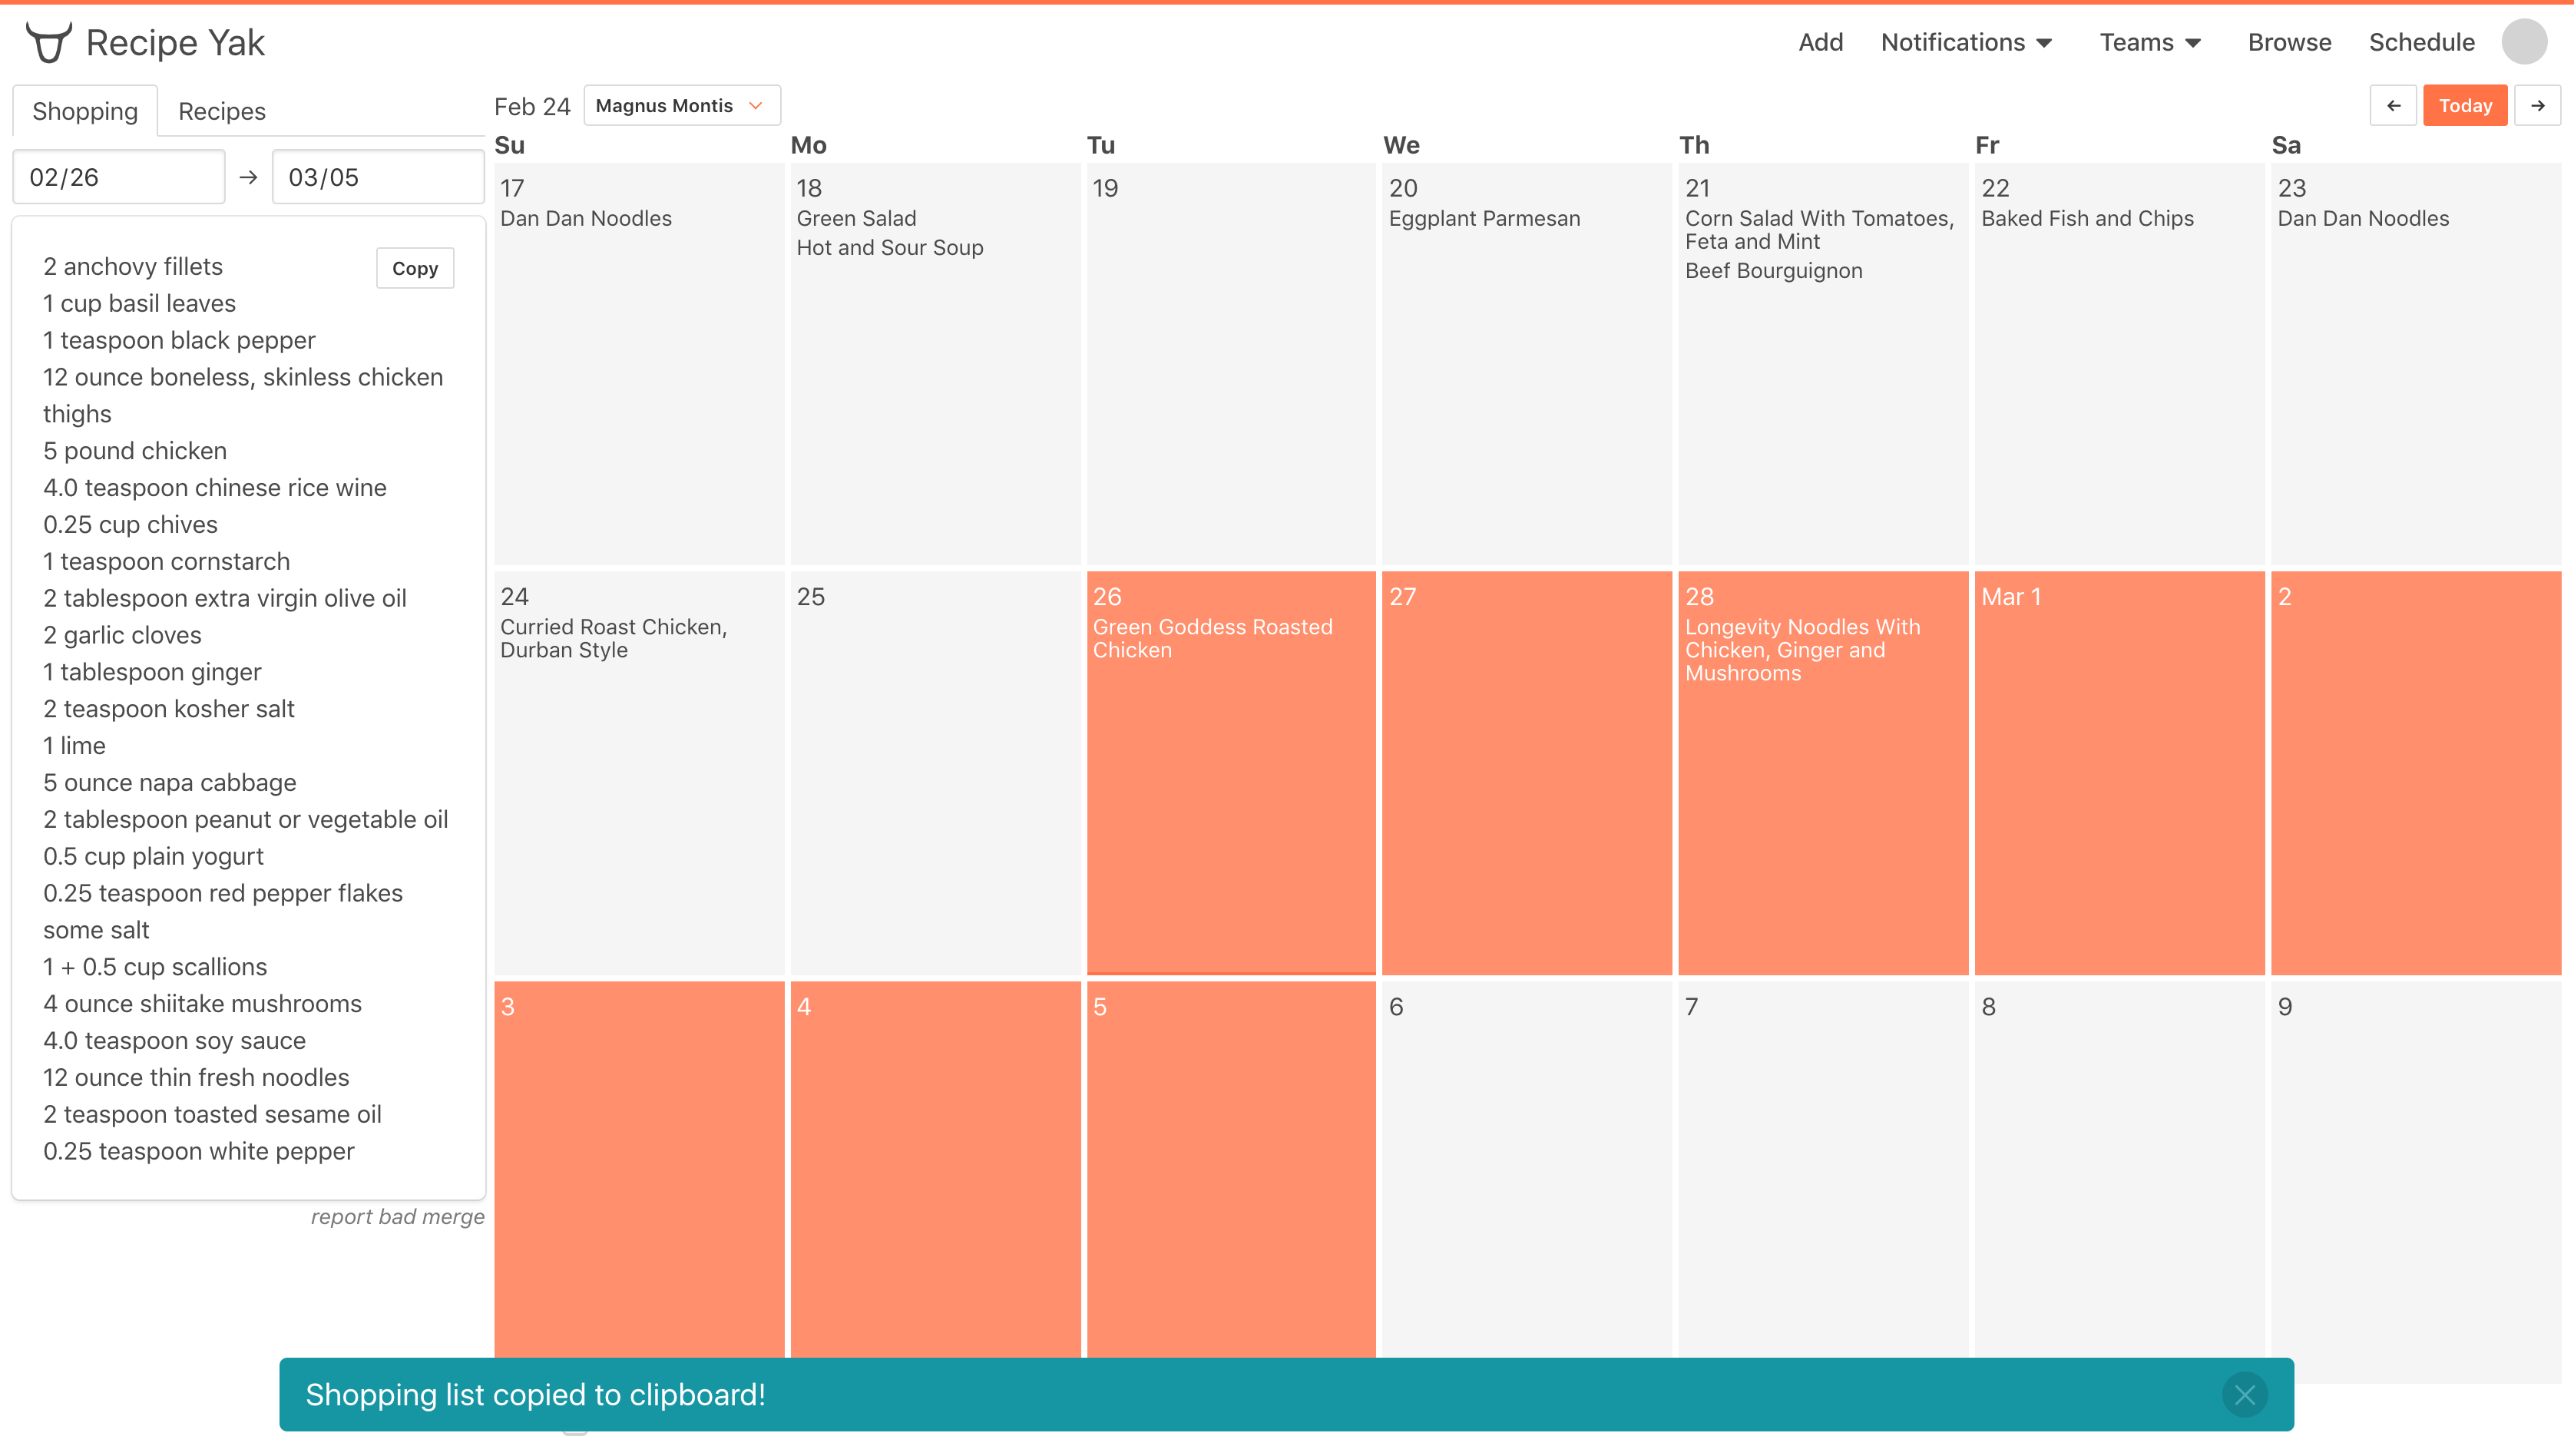 Recipe Yak
Add
Notifications
Teams
Browse
Schedule
Shopping
Recipes
02/26 → 03/05
Copy
2 anchovy fillets
1 cup basil leaves
1 teaspoon black pepper
12 ounce boneless, skinless chicken
thighs
5 pound chicken
4.0 teaspoon chinese rice wine
0.25 cup chives
1 teaspoon cornstarch
2 tablespoon extra virgin olive oil
2 garlic cloves
1 tablespoon ginger
2 teaspoon kosher salt
1 lime
5 ounce napa cabbage
2 tablespoon peanut or vegetable oil
0.5 cup plain yogurt
0.25 teaspoon red pepper flakes
some salt
1 + 0.5 cup scallions
4 ounce shiitake mushrooms
4.0 teaspoon soy sauce
12 ounce thin fresh noodles
2 teaspoon toasted sesame oil
0.25 teaspoon white pepper
report bad merge
Feb 24
Magnus Montis
← Today →
Su
Mo
Tu
We
Th
Fr
Sa
17
Dan Dan Noodles
18
Green Salad
Hot and Sour Soup
19
20
Eggplant Parmesan
21
Corn Salad With Tomatoes,
Feta and Mint
Beef Bourguignon
22
Baked Fish and Chips
23
Dan Dan Noodles
24
Curried Roast Chicken,
Durban Style
25
26
Green Goddess Roasted
Chicken
27
28
Longevity Noodles With
Chicken, Ginger and
Mushrooms
Mar 1
2
3
4
5
6
7
8
9
Shopping list copied to clipboard!